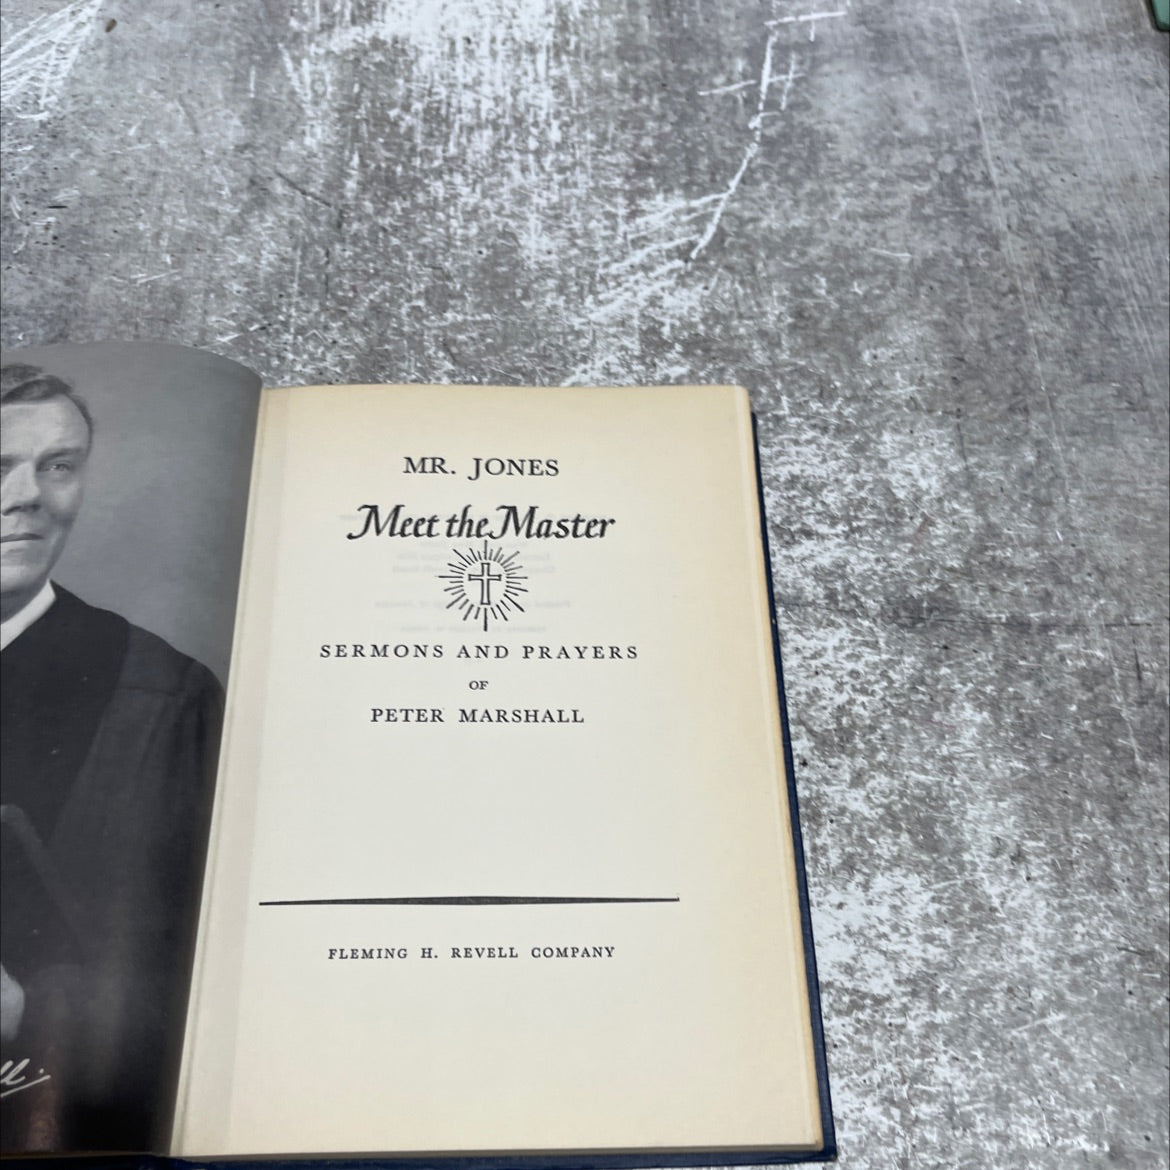 MR. JONES
Meet the Master
SERMONS AND PRAYERS
OF
PETER MARSHALL
FLEMING H. REVELL COMPANY